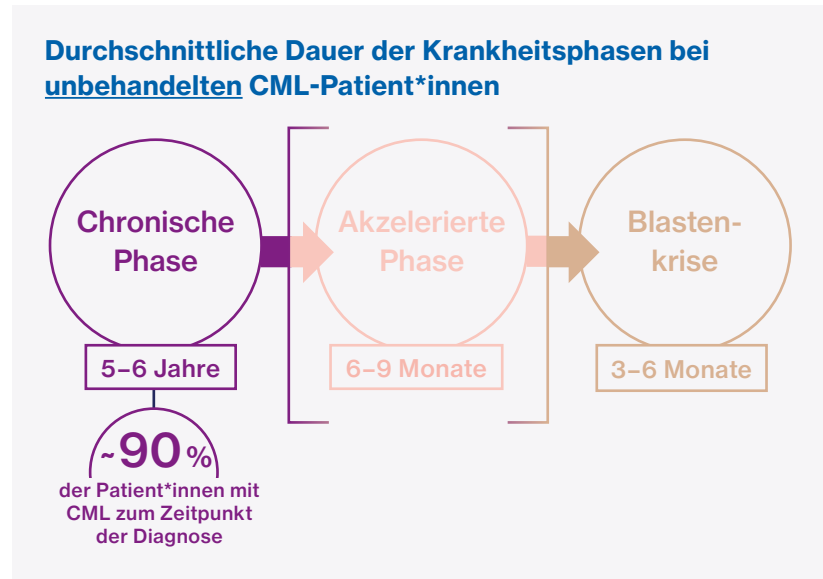 Durchschnittliche Dauer der Krankheitsphasen bei
unbehandelten CML-Patient*innen
Chronische
Phase
Akzelerierte
Phase
Blasten-
krise
5–6 Jahre
6–9 Monate
3–6 Monate
~90 %
der Patient*innen mit
CML zum Zeitpunkt
der Diagnose